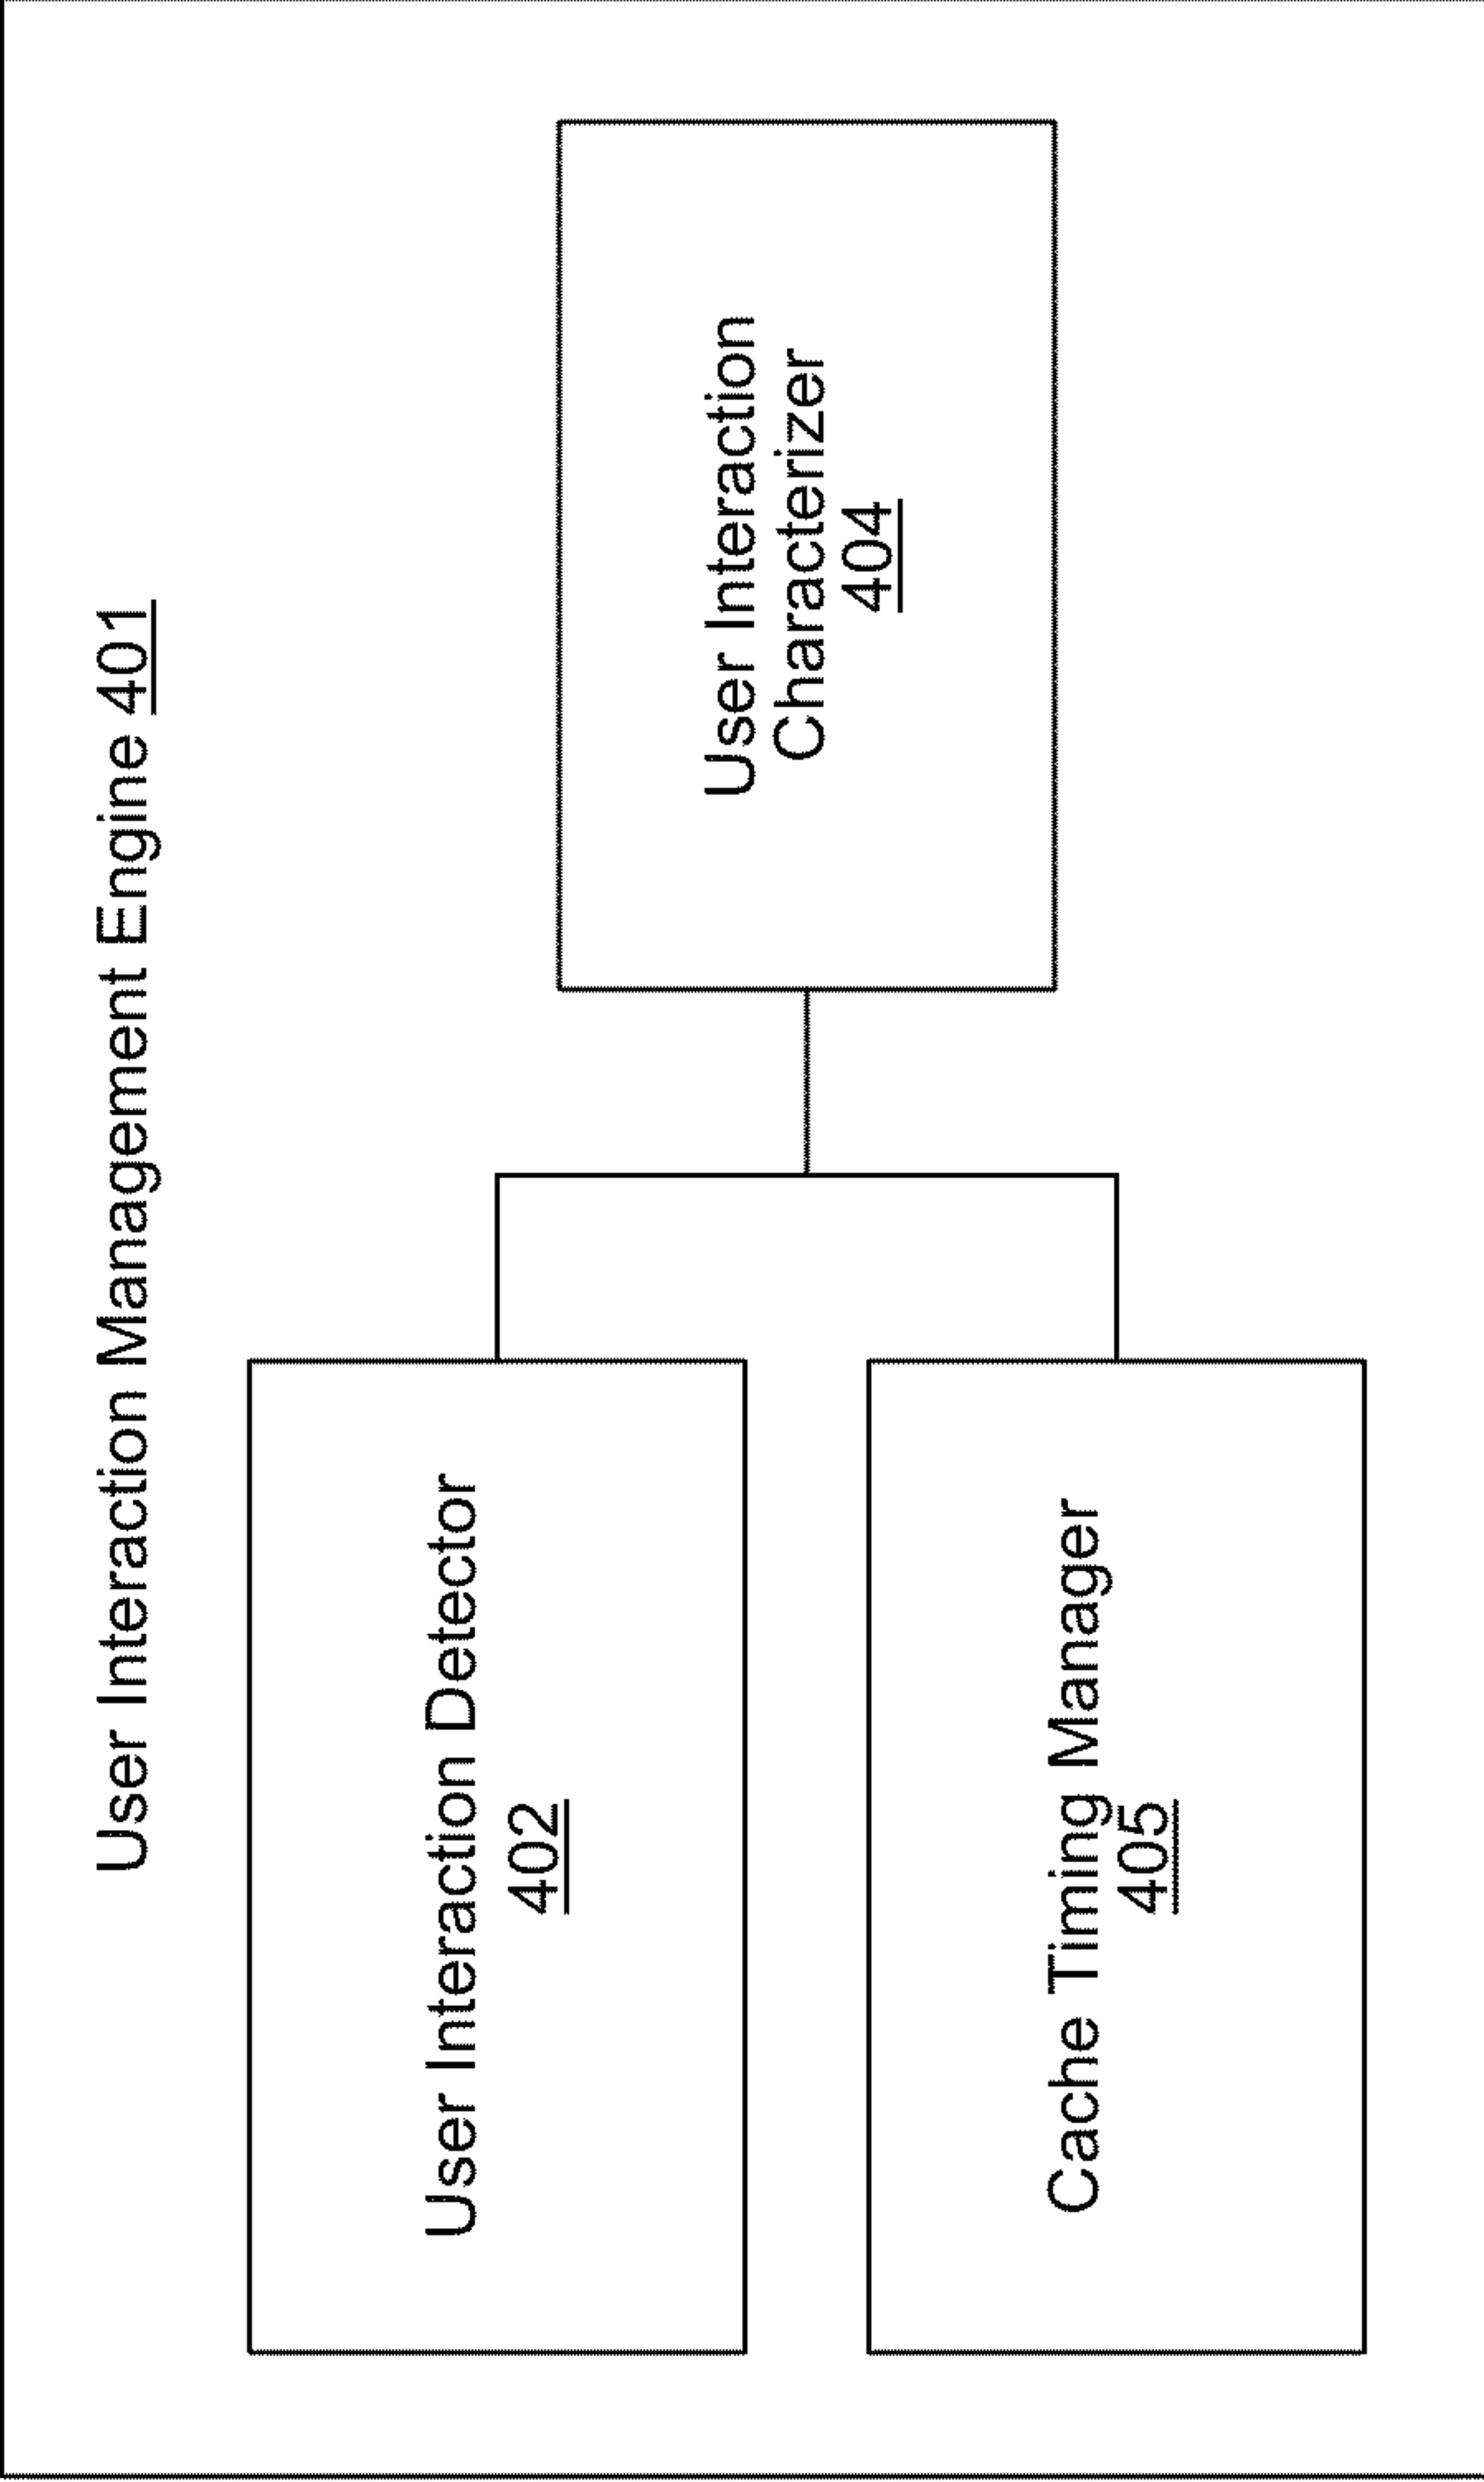 User Interaction Management Engine 401
User Interaction Detector
402
Cache Timing Manager
405
User Interaction
Characterizer
404